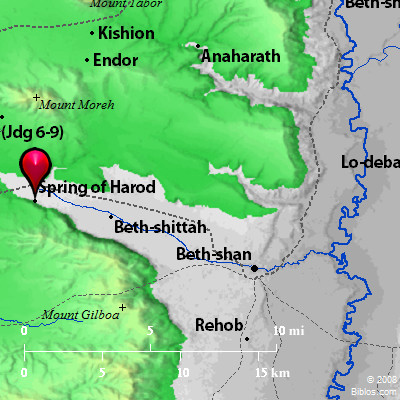 Mount Tabor
Beth-sh
Kishion
Anaharath
Endor
Mount Moreh
(Jdg 6-9)
Lo-deba
Spring of Harod
Beth-shittah
Beth-shan
Mount Gilboa
Rehob
0 5 10 mi
0 5 10 15 km
© 2008
Biblos.com